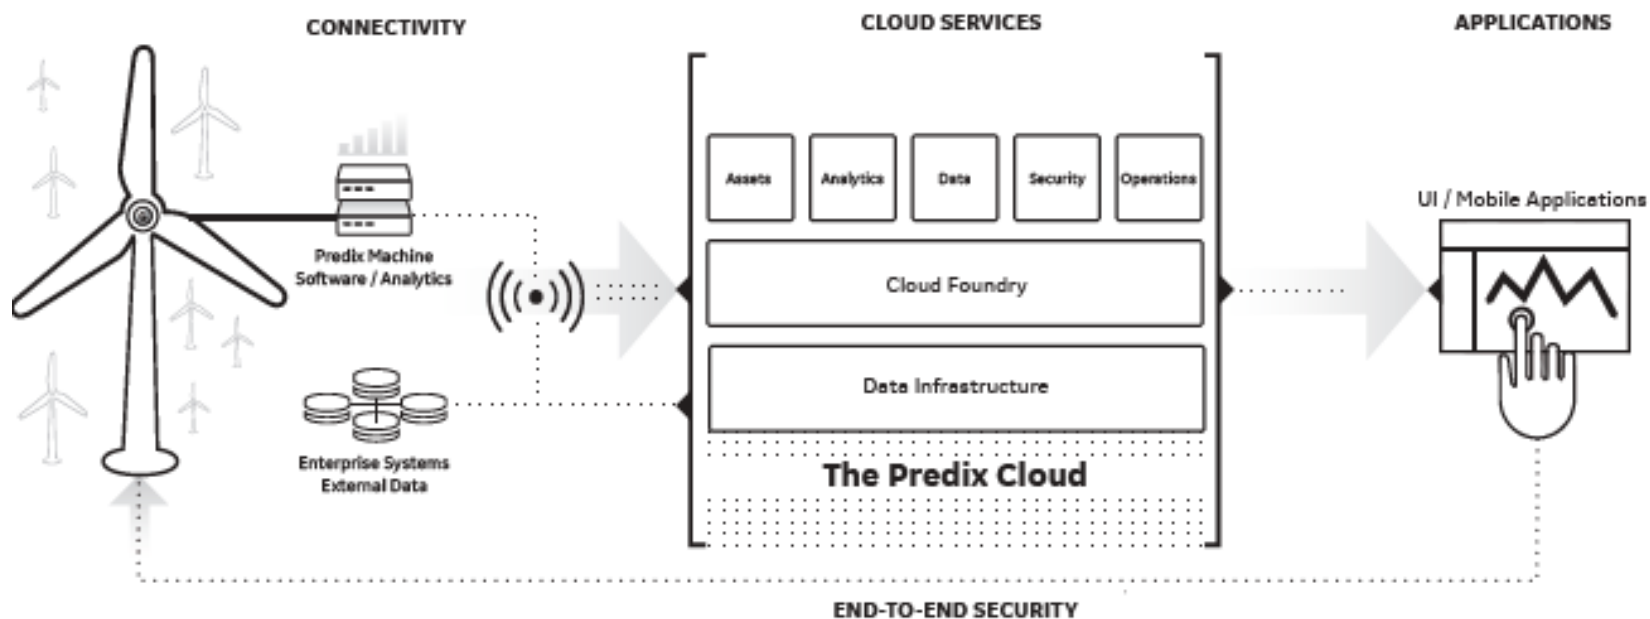 CONNECTIVITY
CLOUD SERVICES
APPLICATIONS
Assets
Analytics
Data
Security
Operations
UI / Mobile Applications
Predix Machine
Software / Analytics
Cloud Foundry
Data Infrastructure
Enterprise Systems
External Data
The Predix Cloud
END-TO-END SECURITY